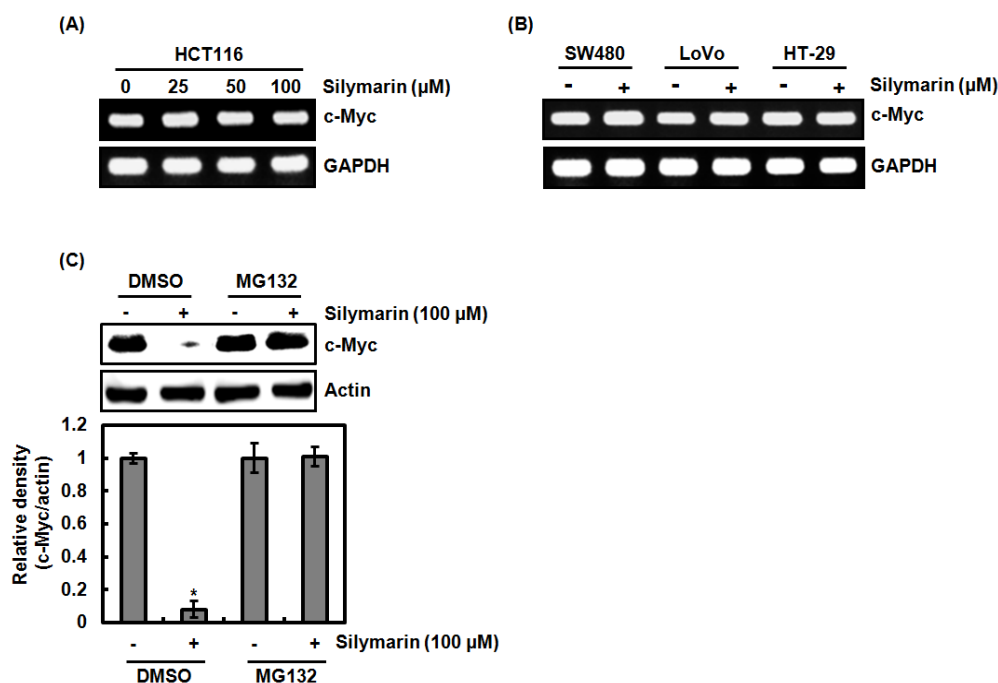 (A)
HCT116
0 25 50 100 Silymarin (µM)
c-Myc
GAPDH
(B)
SW480 LoVo HT-29
- + - + - + Silymarin (µM)
c-Myc
GAPDH
(C)
DMSO MG132
- + - + Silymarin (100 µM)
c-Myc
Actin
Relative density
(c-Myc/actin)
1.2
1
0.8
0.6
0.4
0.2
0
*
- + - + Silymarin (100 µM)
DMSO MG132